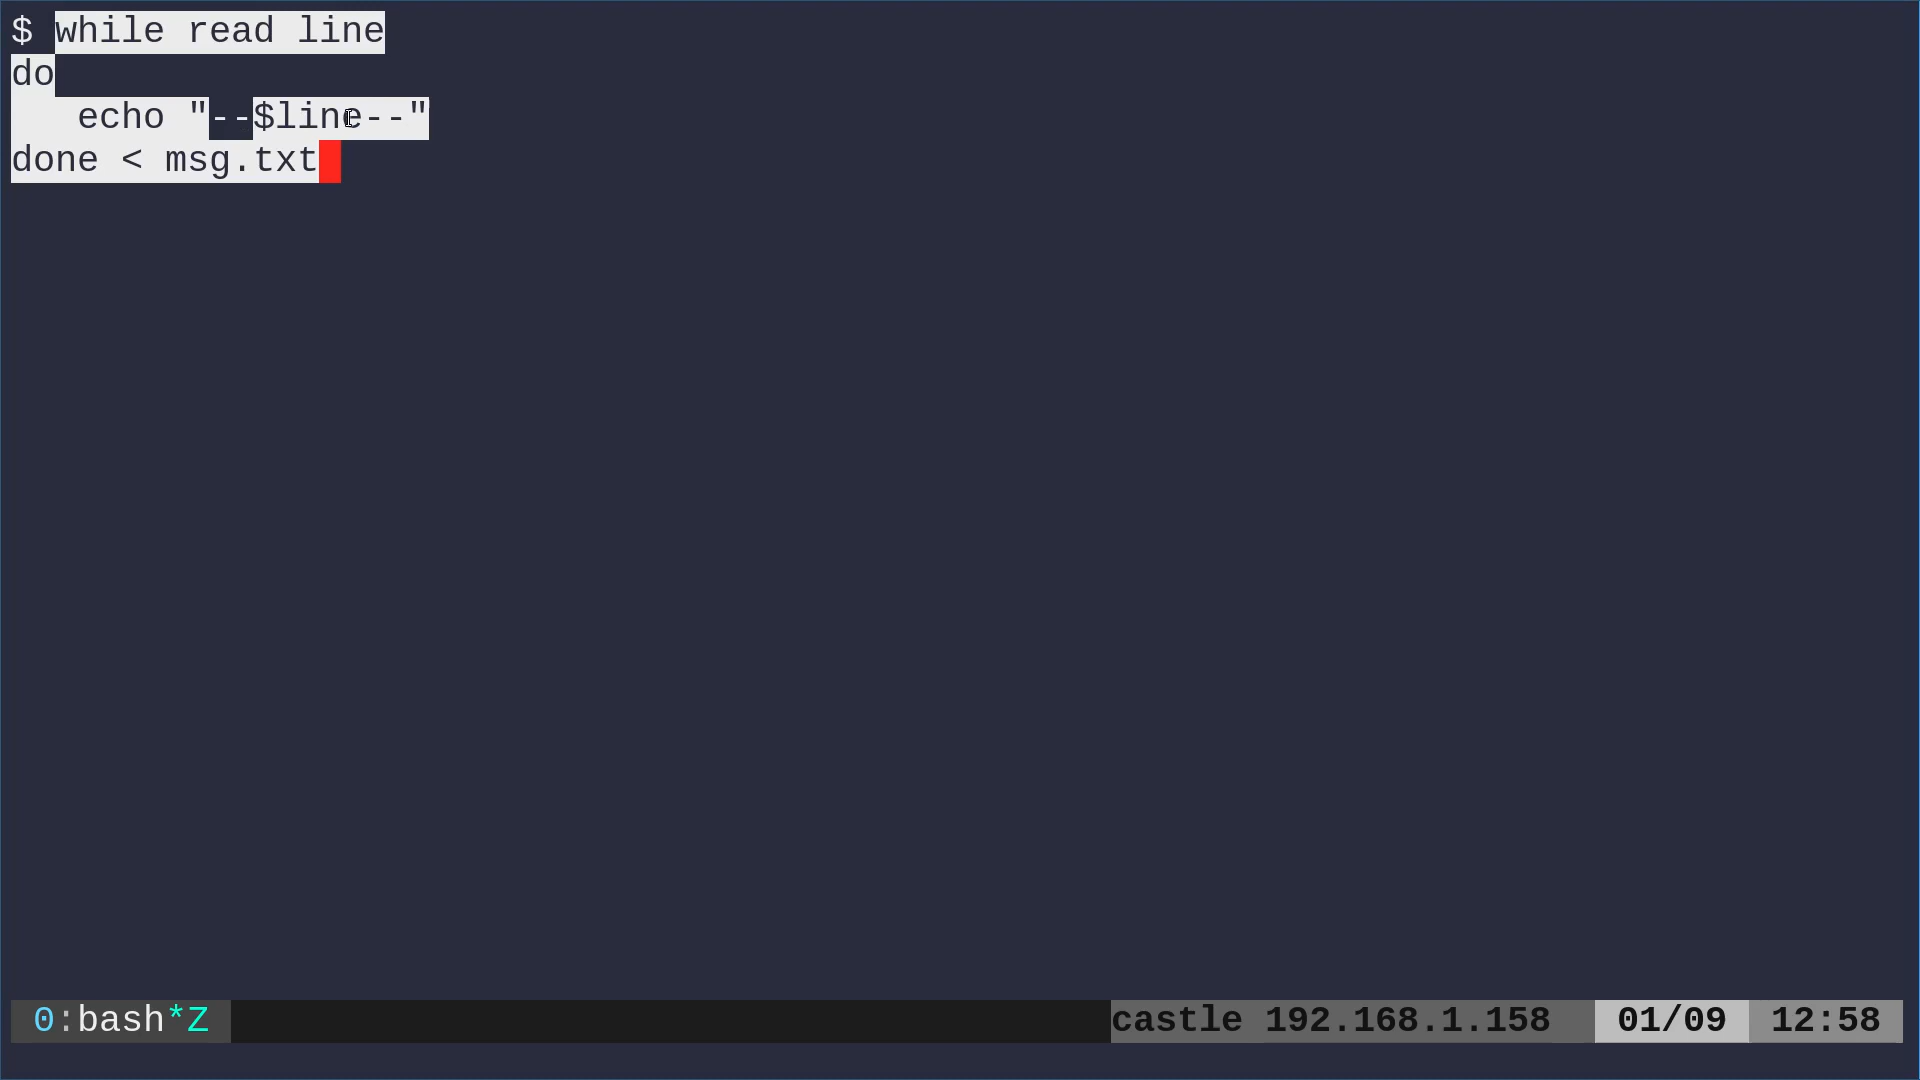 $ while read line
do
   echo "--$line--"
done < msg.txt
0:bash*Z castle 192.168.1.158 01/09 12:58